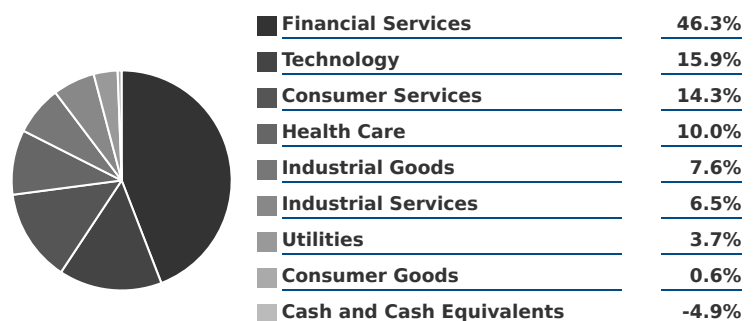 Financial Services 46.3%
Technology 15.9%
Consumer Services 14.3%
Health Care 10.0%
Industrial Goods 7.6%
Industrial Services 6.5%
Utilities 3.7%
Consumer Goods 0.6%
Cash and Cash Equivalents -4.9%